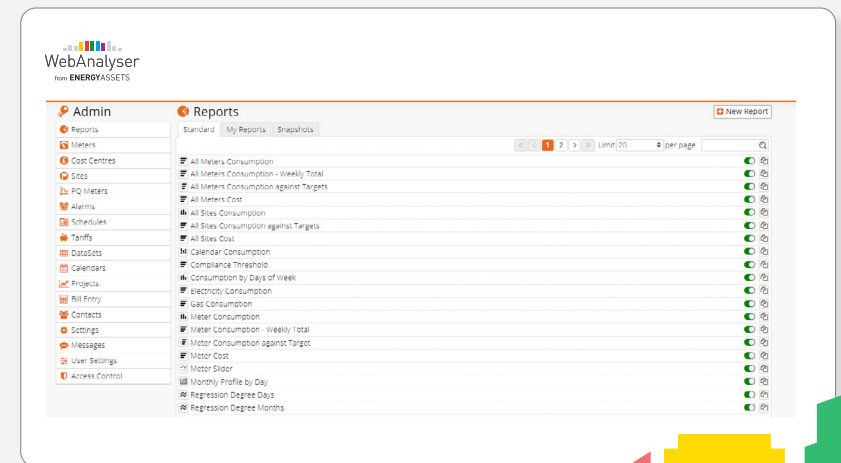 WebAnalyser
from ENERGYASSETS
Admin
Reports
Meters
Cost Centres
Sites
PQ Meters
Alarms
Schedules
Tariffs
DataSets
Calendars
Projects
Bill Entry
Contacts
Settings
Messages
User Settings
Access Control
Reports
New Report
Standard My Reports Snapshots
« < 1 2 > » Limit 20 per page
All Meters Consumption
All Meters Consumption - Weekly Total
All Meters Consumption against Targets
All Meters Cost
All Sites Consumption
All Sites Consumption against Targets
All Sites Cost
Calendar Consumption
Compliance Threshold
Consumption by Days of Week
Electricity Consumption
Gas Consumption
Meter Consumption
Meter Consumption - Weekly Total
Meter Consumption against Target
Meter Cost
Meter Slider
Monthly Profile by Day
Regression Degree Days
Regression Degree Months